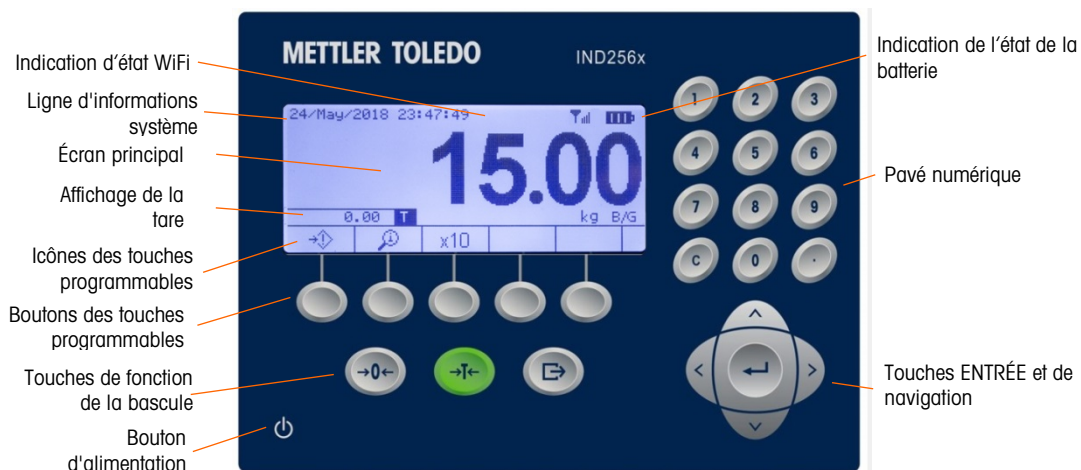 METTLER TOLEDO
IND256x
Indication d'état WiFi
Ligne d'informations
système
Écran principal
Affichage de la
tare
Icônes des touches
programmables
Boutons des touches
programmables
Touches de fonction
de la bascule
Bouton
d'alimentation
24/May/2018 23:47:49
15.00
0.00 T
kg B/G
x10
→0←
→T←
1 2 3
4 5 6
7 8 9
C 0 .
Indication de l'état de la
batterie
Pavé numérique
Touches ENTRÉE et de
navigation